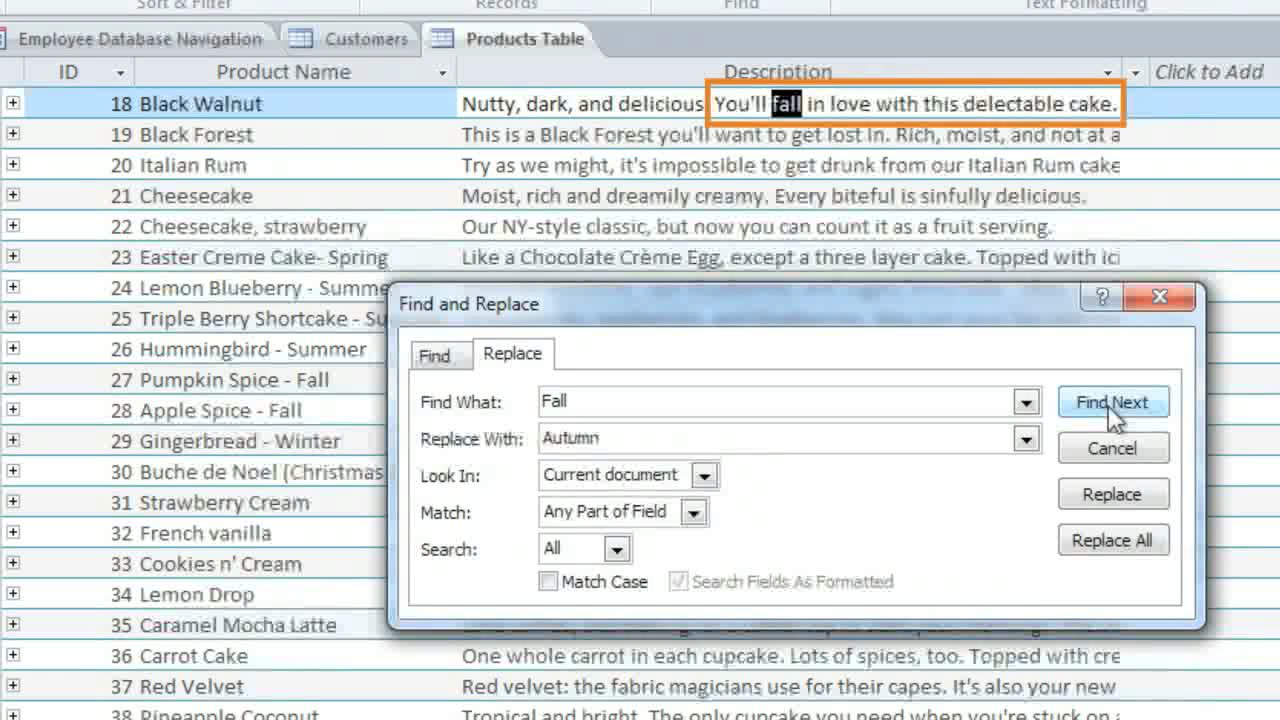 Sort & Filter Records Find Text Formatting
Employee Database Navigation Customers Products Table
ID Product Name Description Click to Add
18 Black Walnut Nutty, dark, and delicious. You'll fall in love with this delectable cake.
19 Black Forest This is a Black Forest you'll want to get lost in. Rich, moist, and not at a
20 Italian Rum Try as we might, it's impossible to get drunk from our Italian Rum cake
21 Cheesecake Moist, rich and dreamily creamy. Every biteful is sinfully delicious.
22 Cheesecake, strawberry Our NY-style classic, but now you can count it as a fruit serving.
23 Easter Creme Cake- Spring Like a Chocolate Crème Egg, except a three layer cake. Topped with ici
24 Lemon Blueberry - Summe
25 Triple Berry Shortcake - Su
26 Hummingbird - Summer
27 Pumpkin Spice - Fall
28 Apple Spice - Fall
29 Gingerbread - Winter
30 Buche de Noel (Christmas
31 Strawberry Cream
32 French vanilla
33 Cookies n' Cream
34 Lemon Drop
35 Caramel Mocha Latte
36 Carrot Cake One whole carrot in each cupcake. Lots of spices, too. Topped with cre
37 Red Velvet Red velvet: the fabric magicians use for their capes. It's also your new
38 Pineapple Coconut Tropical and bright. The only cupcake you need when you're stuck on a
Find and Replace
Find Replace
Find What: Fall Find Next
Replace With: Autumn
Cancel
Look In: Current document
Replace
Match: Any Part of Field
Replace All
Search: All
Match Case Search Fields As Formatted